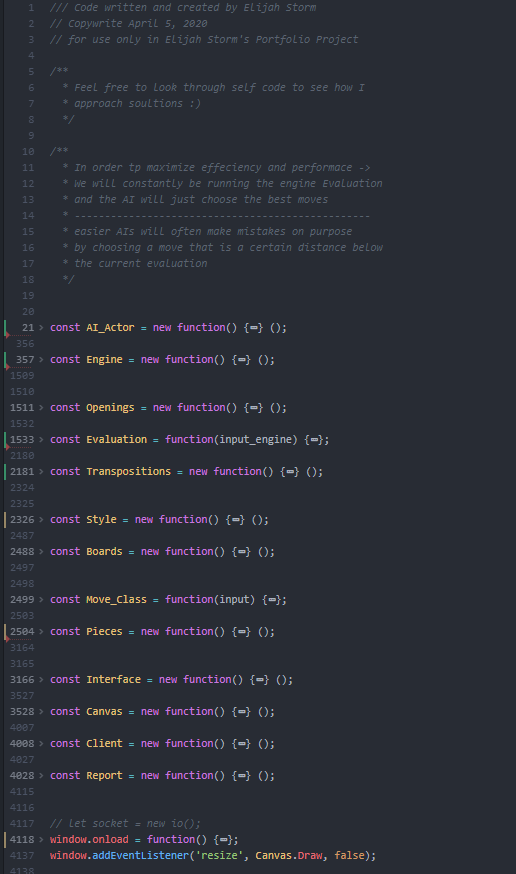 1 /// Code written and created by Elijah Storm
2 // Copywrite April 5, 2020
3 // for use only in Elijah Storm's Portfolio Project
4
5 /**
6 * Feel free to look through self code to see how I
7 * approach soultions :)
8 */
9
10 /**
11 * In order tp maximize effeciency and performace ->
12 * We will constantly be running the engine Evaluation
13 * and the AI will just choose the best moves
14 * -------------------------------------------------
15 * easier AIs will often make mistakes on purpose
16 * by choosing a move that is a certain distance below
17 * the current evaluation
18 */
19
20
21 › const AI_Actor = new function() {⋯} ();
356
357 › const Engine = new function() {⋯} ();
1509
1510
1511 › const Openings = new function() {⋯} ();
1532
1533 › const Evaluation = function(input_engine) {⋯};
2180
2181 › const Transpositions = new function() {⋯} ();
2324
2325
2326 › const Style = new function() {⋯} ();
2487
2488 › const Boards = new function() {⋯} ();
2497
2498
2499 › const Move_Class = function(input) {⋯};
2503
2504 › const Pieces = new function() {⋯} ();
3164
3165
3166 › const Interface = new function() {⋯} ();
3527
3528 › const Canvas = new function() {⋯} ();
4007
4008 › const Client = new function() {⋯} ();
4027
4028 › const Report = new function() {⋯} ();
4115
4116
4117 // let socket = new io();
4118 › window.onload = function() {⋯};
4137 window.addEventListener('resize', Canvas.Draw, false);
4138